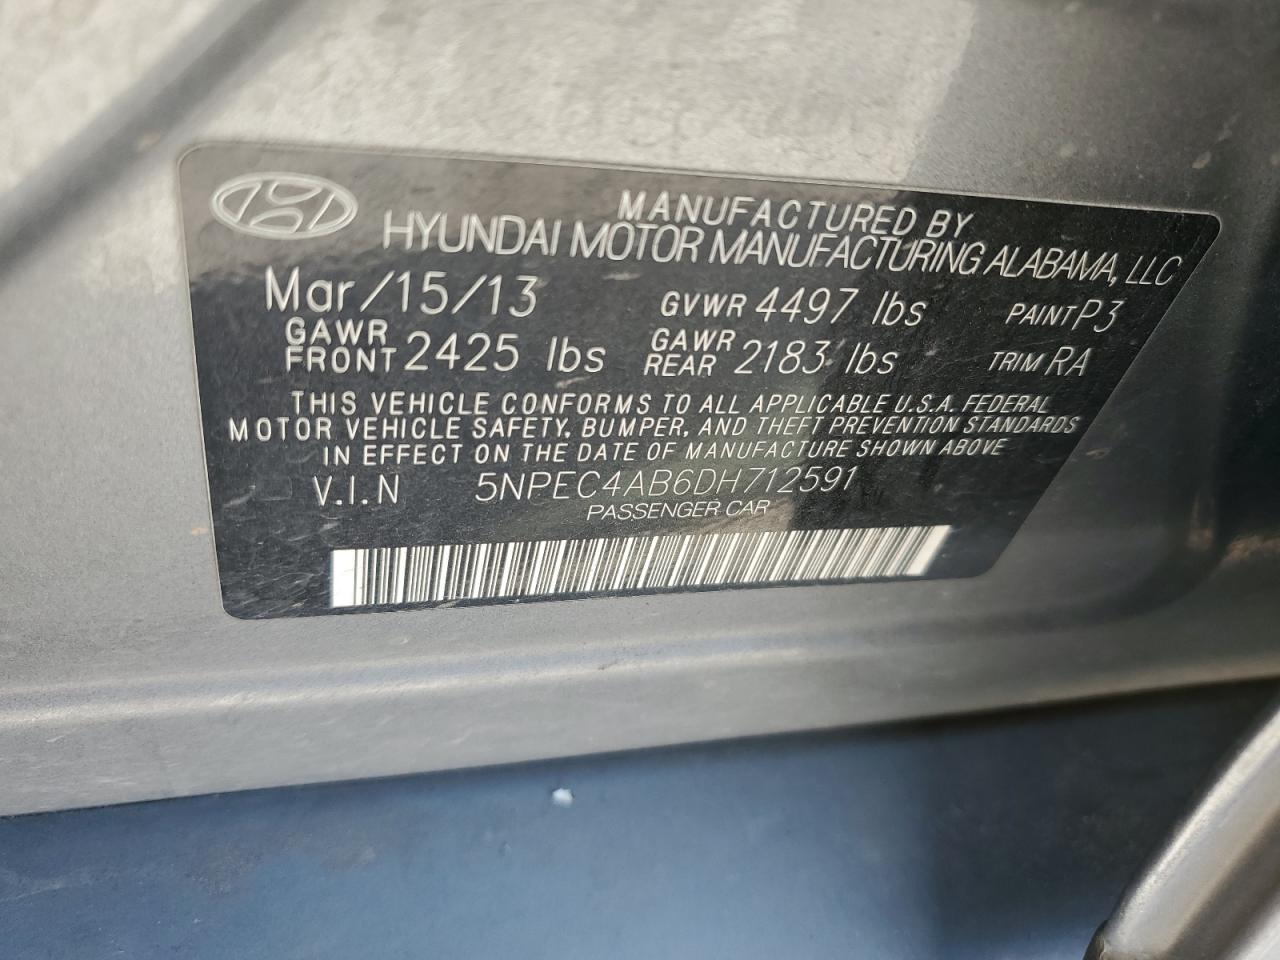 MANUFACTURED BY
HYUNDAI MOTOR MANUFACTURING ALABAMA, LLC
Mar/15/13 GVWR 4497 lbs PAINT P3
GAWR FRONT 2425 lbs GAWR REAR 2183 lbs TRIM RA
THIS VEHICLE CONFORMS TO ALL APPLICABLE U.S.A. FEDERAL
MOTOR VEHICLE SAFETY, BUMPER, AND THEFT PREVENTION STANDARDS
IN EFFECT ON THE DATE OF MANUFACTURE SHOWN ABOVE
V.I.N 5NPEC4AB6DH712591
PASSENGER CAR